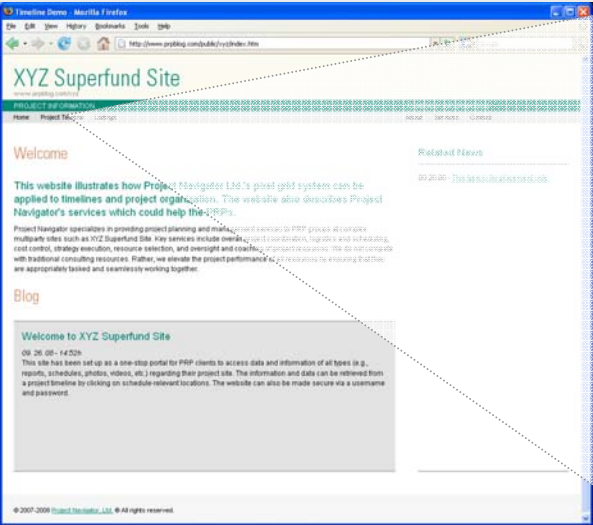 Timeline Demo - Mozilla Firefox
File Edit View History Bookmarks Tools Help
http://www.prpblog.com/public/xyz/index.htm
XYZ Superfund Site
www.prpblog.com/xyz
PROJECT INFORMATION
Home Project
About Services Contact
Welcome
Related News
This website illustrates how Project Navigator Ltd.'s pixel grid system can be
applied to timelines and project organization. The website also describes Project
Navigator's services which could help the PRPs.
09.26.08 -
Project Navigator specializes in providing project planning and management services to PRP groups at complex
multiparty sites such as XYZ Superfund Site. Key services include overall project coordination, logistics and scheduling,
cost control, strategy execution, resource selection, and oversight and coaching of project resources. We do not compete
with traditional consulting resources. Rather, we elevate the project performance of all resources by ensuring that they
are appropriately tasked and seamlessly working together.
Blog
Welcome to XYZ Superfund Site
09. 26. 08 - 14:52h
This site has been set up as a one-stop portal for PRP clients to access data and information of all types (e.g.,
reports, schedules, photos, videos, etc.) regarding their project site. The information and data can be retrieved from
a project timeline by clicking on schedule-relevant locations. The website can also be made secure via a username
and password.
© 2007-2008 Project Navigator, Ltd. ® All rights reserved.